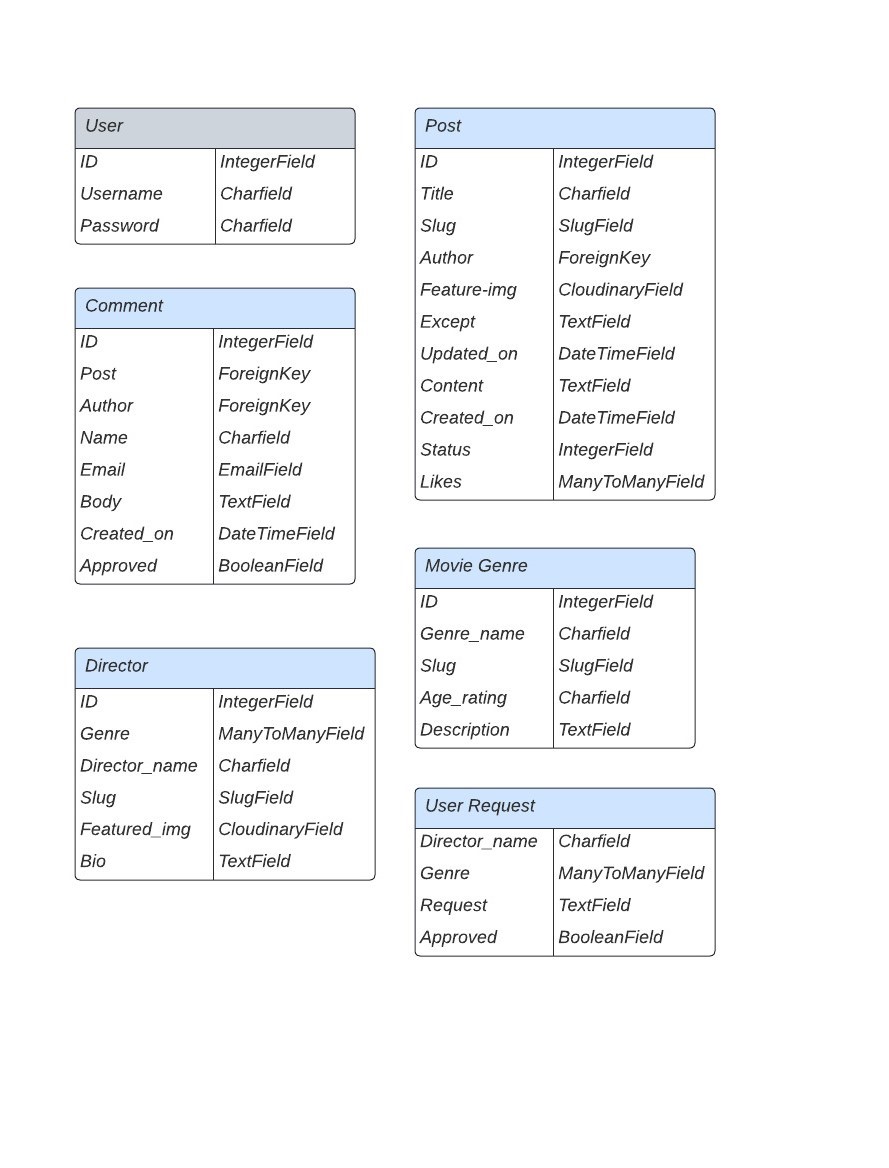 User
ID IntegerField
Username Charfield
Password Charfield
Comment
ID IntegerField
Post ForeignKey
Author ForeignKey
Name Charfield
Email EmailField
Body TextField
Created_on DateTimeField
Approved BooleanField
Director
ID IntegerField
Genre ManyToManyField
Director_name Charfield
Slug SlugField
Featured_img CloudinaryField
Bio TextField
Post
ID IntegerField
Title Charfield
Slug SlugField
Author ForeignKey
Feature-img CloudinaryField
Except TextField
Updated_on DateTimeField
Content TextField
Created_on DateTimeField
Status IntegerField
Likes ManyToManyField
Movie Genre
ID IntegerField
Genre_name Charfield
Slug SlugField
Age_rating Charfield
Description TextField
User Request
Director_name Charfield
Genre ManyToManyField
Request TextField
Approved BooleanField